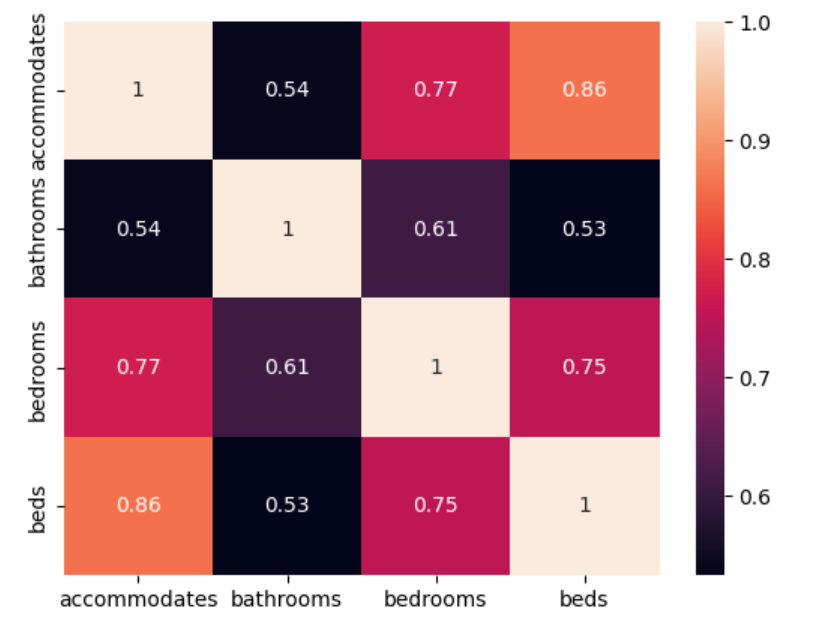 accommodates
1 0.54 0.77 0.86
1.0
0.9
bathrooms
0.54 1 0.61 0.53
0.8
bedrooms
0.77 0.61 1 0.75
0.7
beds
0.86 0.53 0.75 1
0.6
accommodates bathrooms bedrooms beds